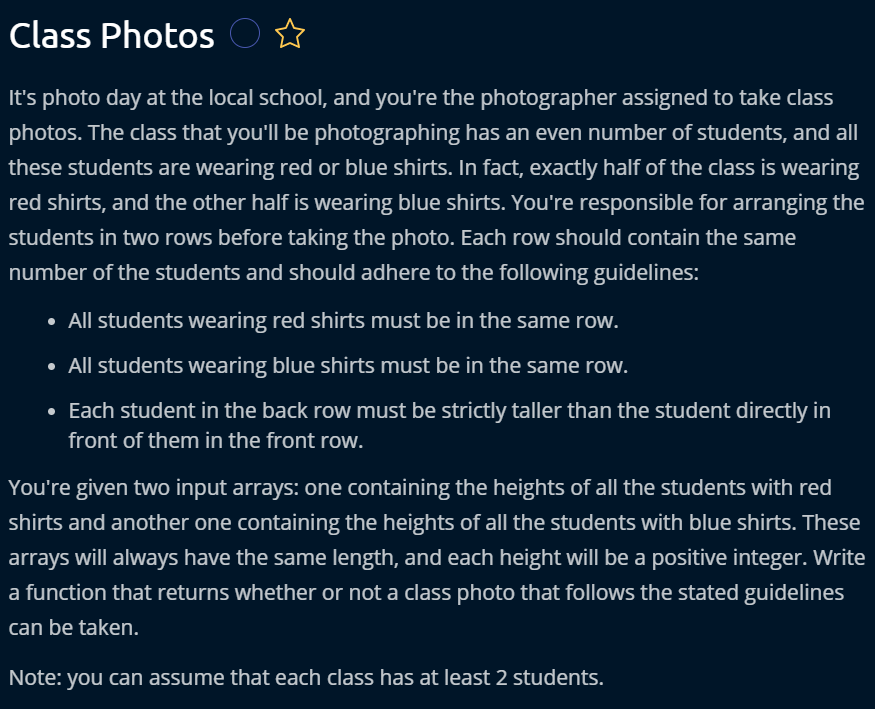 Class Photos
It's photo day at the local school, and you're the photographer assigned to take class
photos. The class that you'll be photographing has an even number of students, and all
these students are wearing red or blue shirts. In fact, exactly half of the class is wearing
red shirts, and the other half is wearing blue shirts. You're responsible for arranging the
students in two rows before taking the photo. Each row should contain the same
number of the students and should adhere to the following guidelines:
• All students wearing red shirts must be in the same row.
• All students wearing blue shirts must be in the same row.
• Each student in the back row must be strictly taller than the student directly in
front of them in the front row.
You're given two input arrays: one containing the heights of all the students with red
shirts and another one containing the heights of all the students with blue shirts. These
arrays will always have the same length, and each height will be a positive integer. Write
a function that returns whether or not a class photo that follows the stated guidelines
can be taken.
Note: you can assume that each class has at least 2 students.